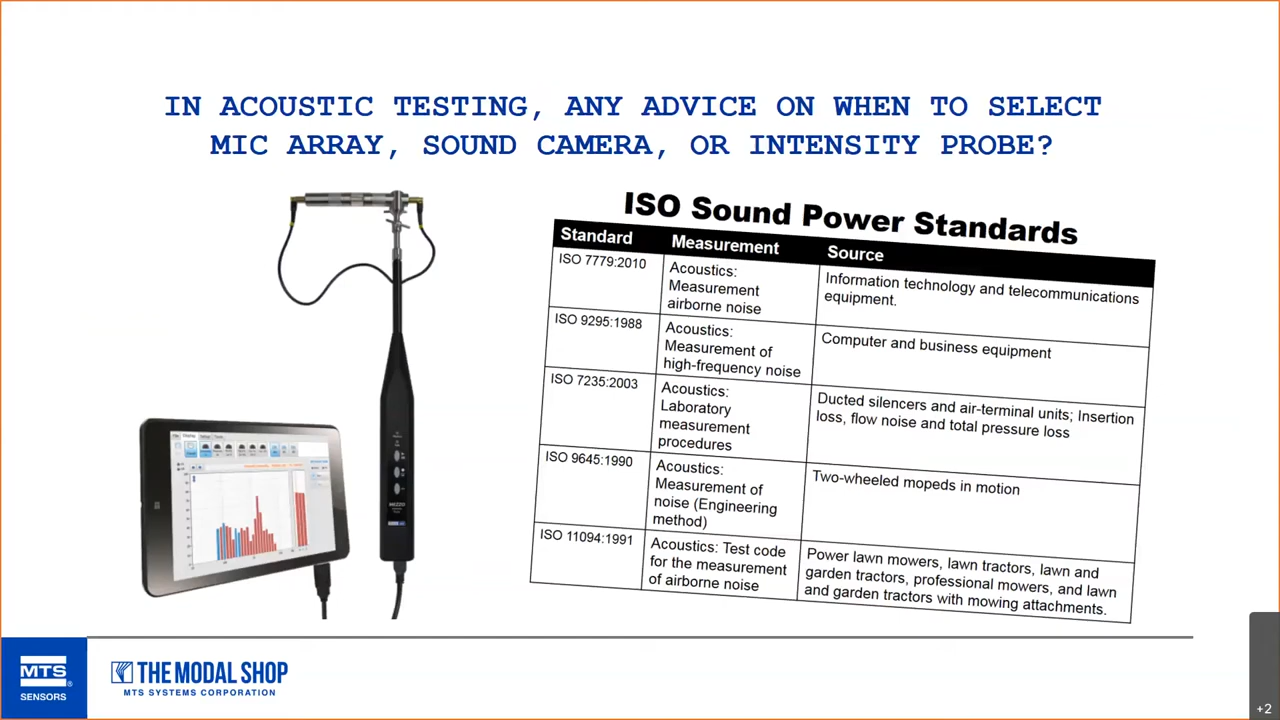 IN ACOUSTIC TESTING, ANY ADVICE ON WHEN TO SELECT
MIC ARRAY, SOUND CAMERA, OR INTENSITY PROBE?
ISO Sound Power Standards
Standard
Measurement
Source
ISO 7779:2010
Acoustics:
Measurement
airborne noise
Information technology and telecommunications
equipment.
ISO 9295:1988
Acoustics:
Measurement of
high-frequency noise
Computer and business equipment
ISO 7235:2003
Acoustics:
Laboratory
measurement
procedures
Ducted silencers and air-terminal units; Insertion
loss, flow noise and total pressure loss
ISO 9645:1990
Acoustics:
Measurement of
noise (Engineering
method)
Two-wheeled mopeds in motion
ISO 11094:1991
Acoustics: Test code
for the measurement
of airborne noise
Power lawn mowers, lawn tractors, lawn and
garden tractors, professional mowers, and lawn
and garden tractors with mowing attachments.
MTS®
SENSORS
THE MODAL SHOP
MTS SYSTEMS CORPORATION
+2